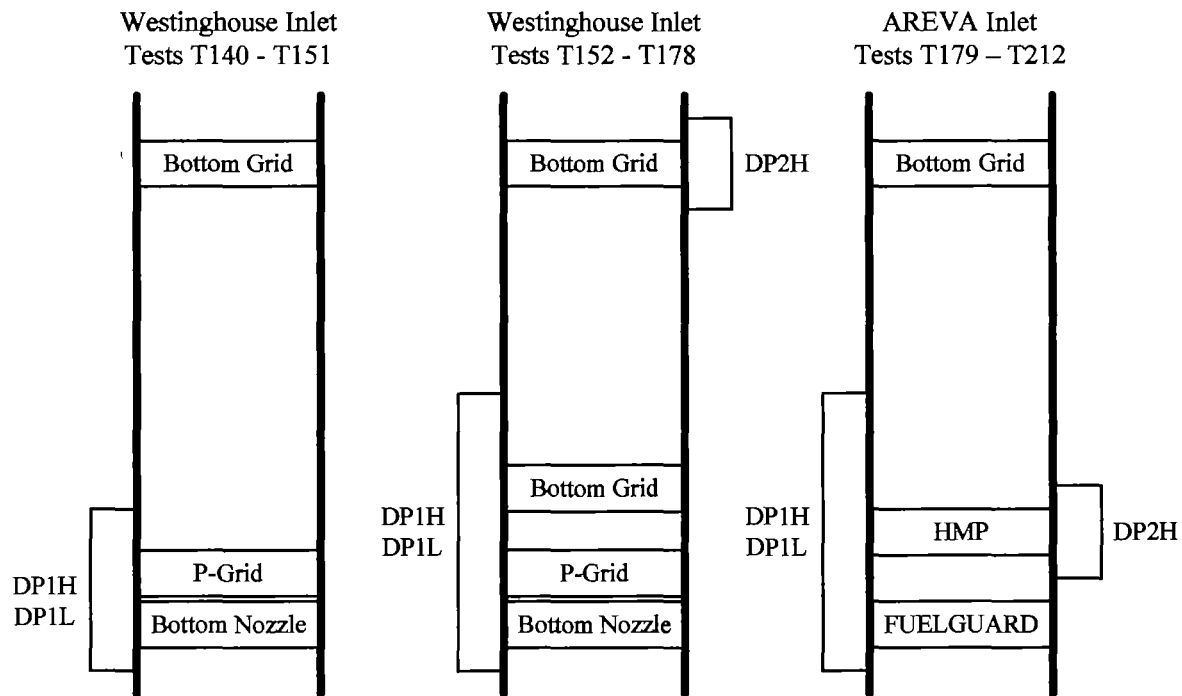 Westinghouse Inlet
Tests T140 - T151
Bottom Grid
DP1H
DP1L
P-Grid
Bottom Nozzle
Westinghouse Inlet
Tests T152 - T178
Bottom Grid
DP2H
Bottom Grid
DP1H
DP1L
P-Grid
Bottom Nozzle
AREVA Inlet
Tests T179 – T212
Bottom Grid
DP1H
DP1L
HMP
DP2H
FUELGUARD